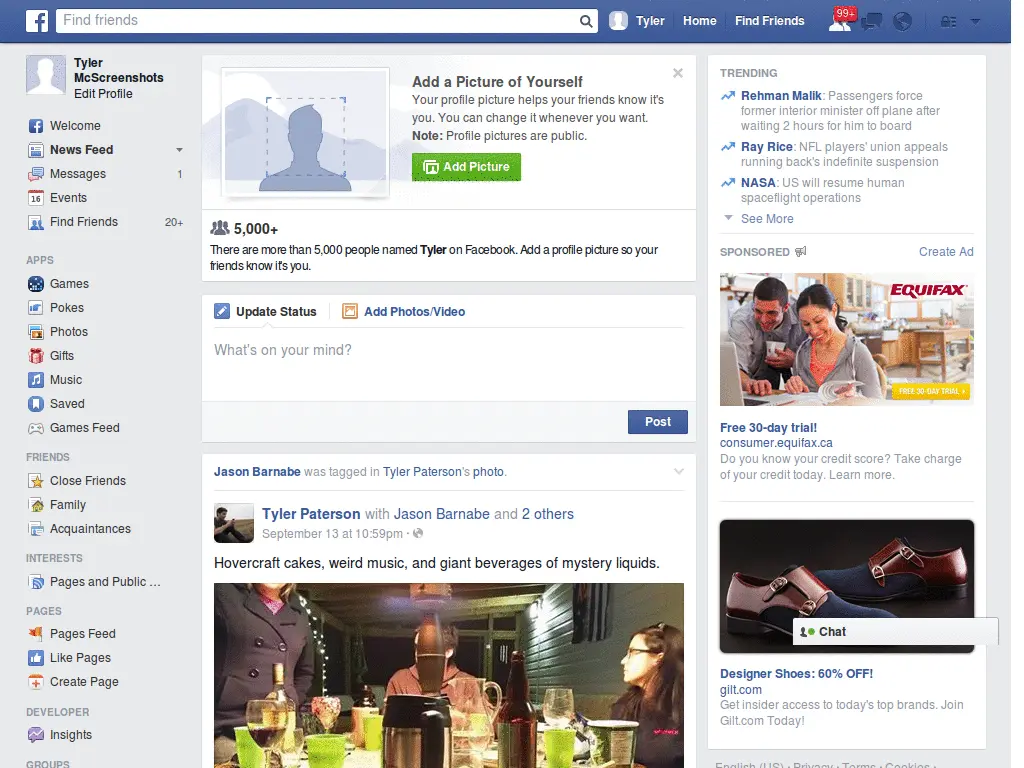 Find friends
Tyler
Home
Find Friends
99+
Tyler
McScreenshots
Edit Profile
Welcome
News Feed
Messages 1
16 Events
Find Friends 20+
APPS
Games
Pokes
Photos
Gifts
Music
Saved
Games Feed
FRIENDS
Close Friends
Family
Acquaintances
INTERESTS
Pages and Public ...
PAGES
Pages Feed
Like Pages
Create Page
DEVELOPER
Insights
GROUPS
Add a Picture of Yourself
Your profile picture helps your friends know it's
you. You can change it whenever you want.
Note: Profile pictures are public.
Add Picture
5,000+
There are more than 5,000 people named Tyler on Facebook. Add a profile picture so your
friends know it's you.
Update Status
Add Photos/Video
What's on your mind?
Post
Jason Barnabe was tagged in Tyler Paterson's photo.
Tyler Paterson with Jason Barnabe and 2 others
September 13 at 10:59pm ·
Hovercraft cakes, weird music, and giant beverages of mystery liquids.
TRENDING
Rehman Malik: Passengers force
former interior minister off plane after
waiting 2 hours for him to board
Ray Rice: NFL players' union appeals
running back's indefinite suspension
NASA: US will resume human
spaceflight operations
See More
SPONSORED
Create Ad
EQUIFAX
FREE 30-DAY TRIAL ›
Free 30-day trial!
consumer.equifax.ca
Do you know your credit score? Take charge
of your credit today. Learn more.
Chat
Designer Shoes: 60% OFF!
gilt.com
Get insider access to today's top brands. Join
Gilt.com Today!
English (US) · Privacy · Terms · Cookies ·